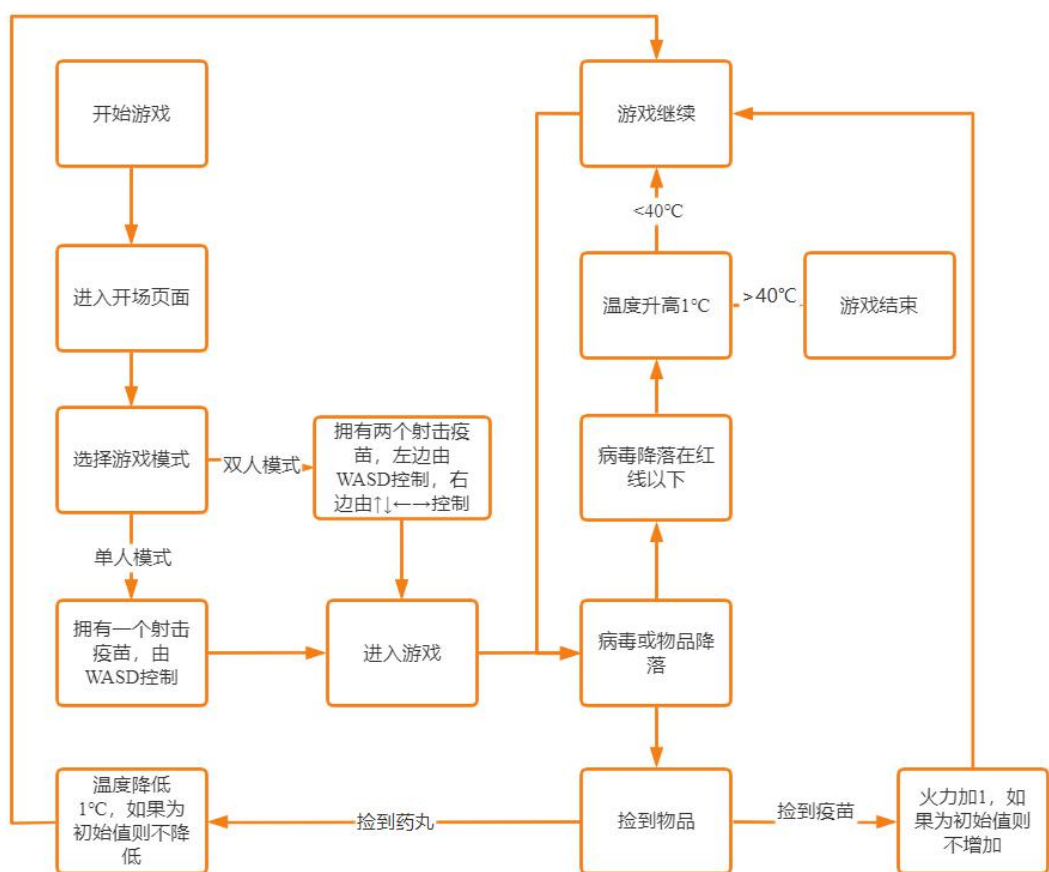 开始游戏
游戏继续
<40℃
进入开场页面
温度升高1℃
>40℃
游戏结束
选择游戏模式
双人模式
拥有两个射击疫
苗，左边由
WASD控制，右
边由↑↓←→控制
病毒降落在红
线以下
单人模式
拥有一个射击
疫苗，由
WASD控制
进入游戏
病毒或物品降
落
温度降低
1℃，如果为
初始值则不降
低
捡到药丸
捡到物品
捡到疫苗
火力加1，如
果为初始值则
不增加